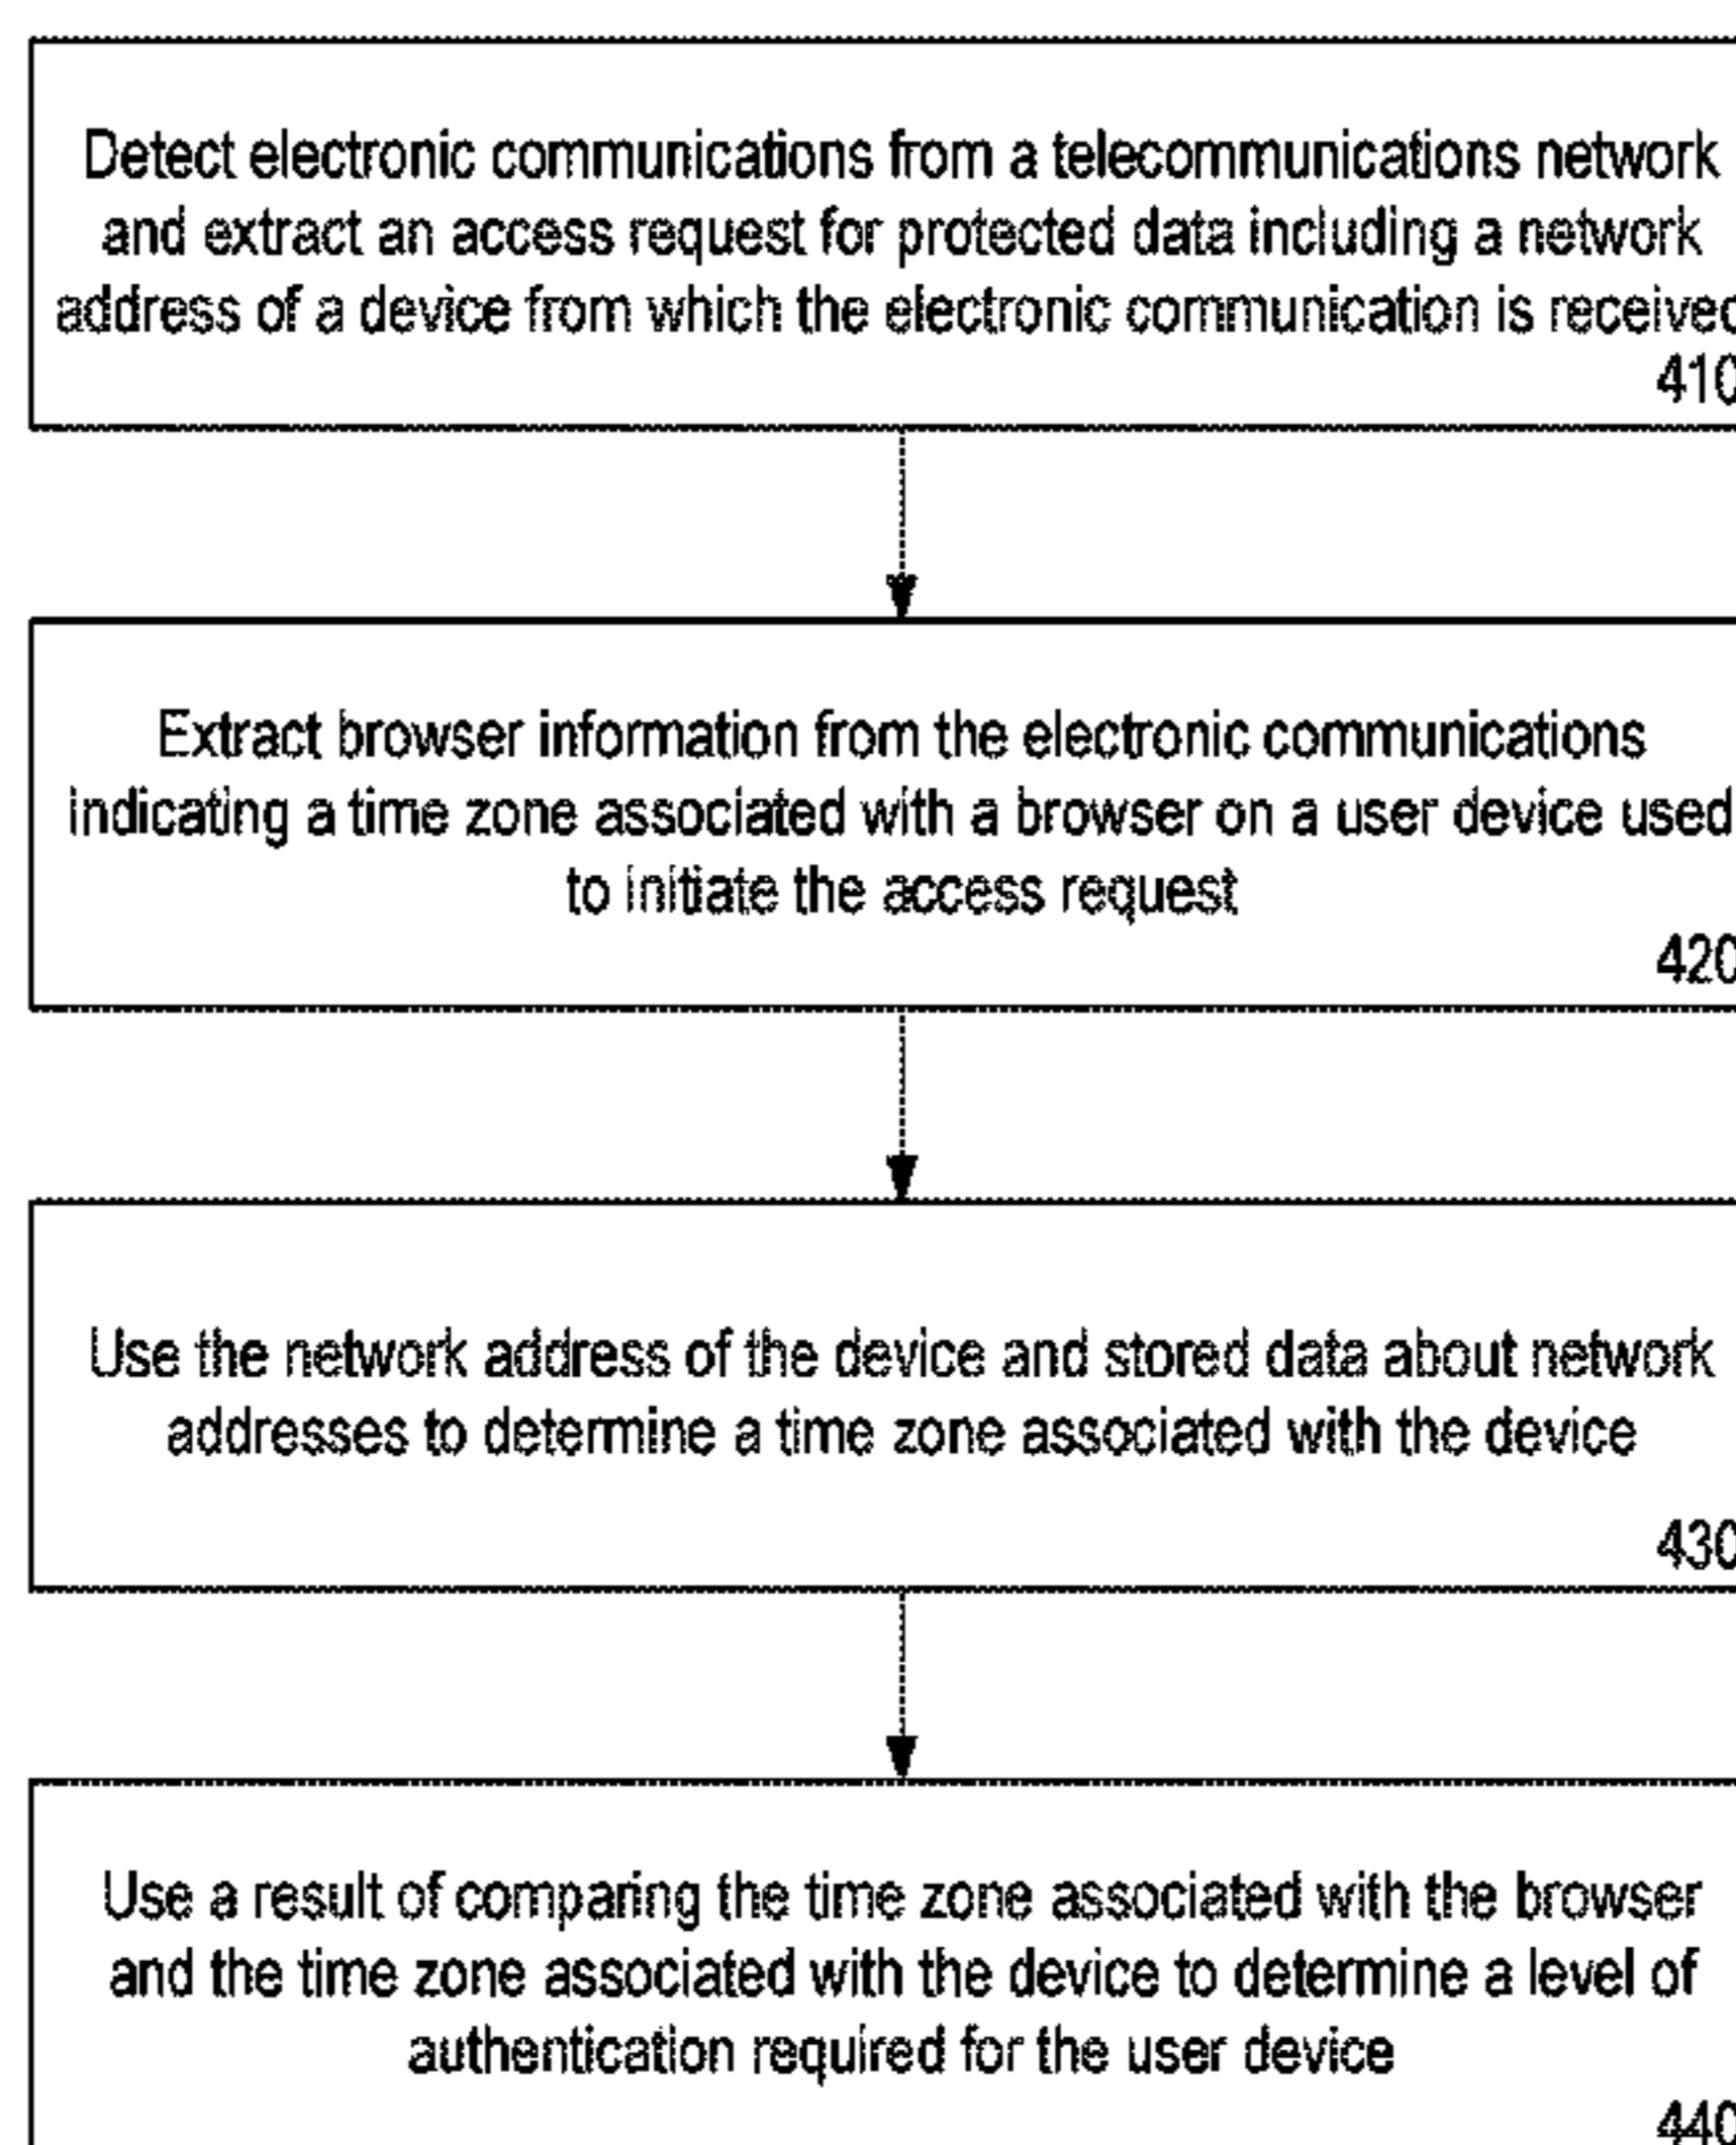 Detect electronic communications from a telecommunications network
and extract an access request for protected data including a network
address of a device from which the electronic communication is received
410
Extract browser information from the electronic communications
indicating a time zone associated with a browser on a user device used
to initiate the access request
420
Use the network address of the device and stored data about network
addresses to determine a time zone associated with the device
430
Use a result of comparing the time zone associated with the browser
and the time zone associated with the device to determine a level of
authentication required for the user device
440